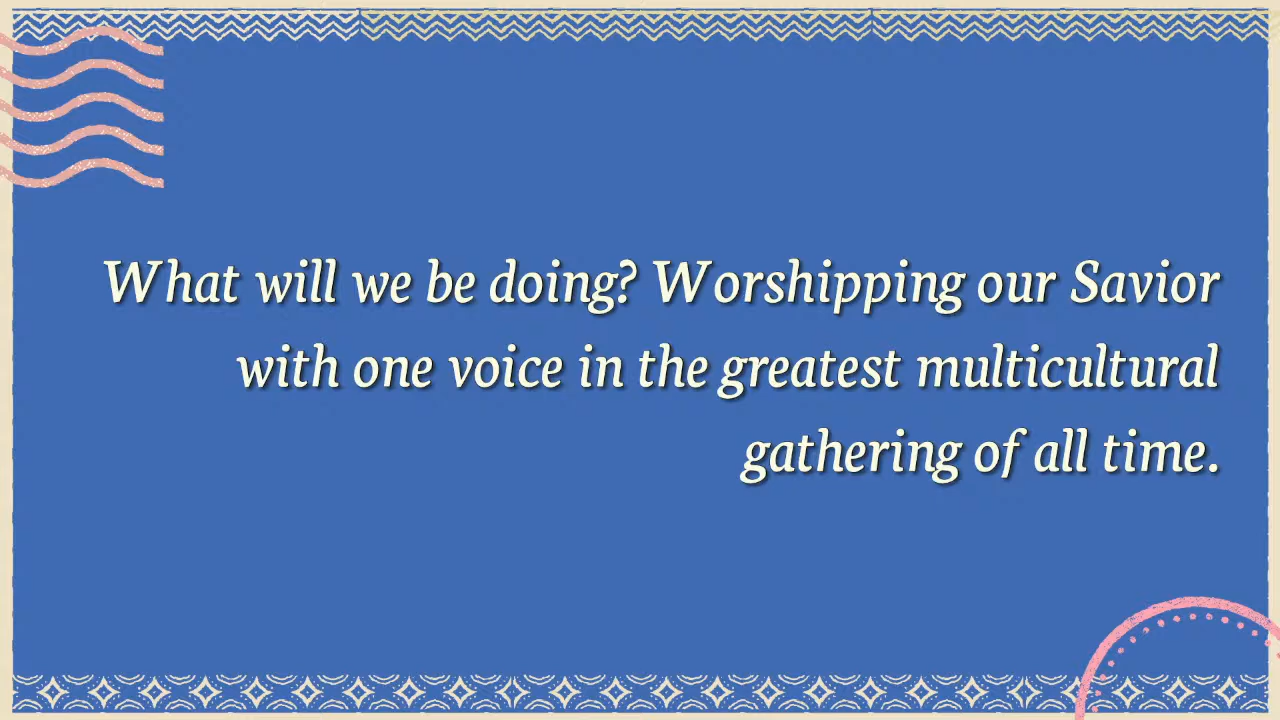 What will we be doing? Worshipping our Savior
with one voice in the greatest multicultural
gathering of all time.